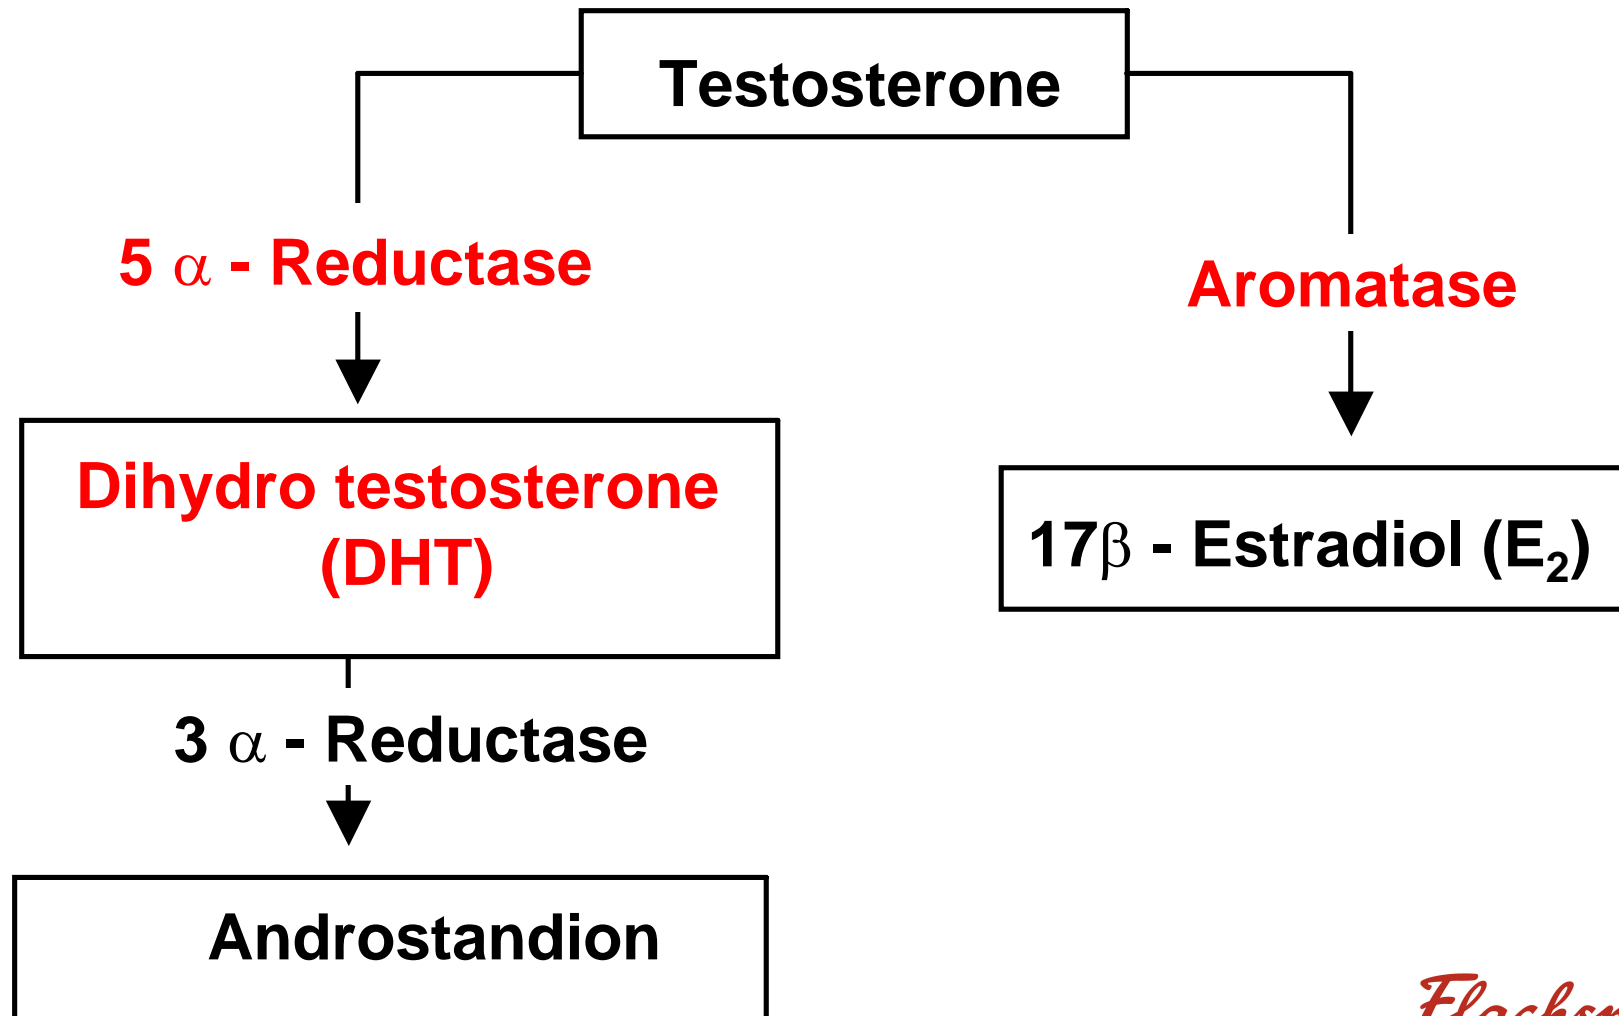 Testosterone
5 α - Reductase
Aromatase
Dihydro testosterone
(DHT)
17β - Estradiol (E₂)
3 α - Reductase
Androstandion